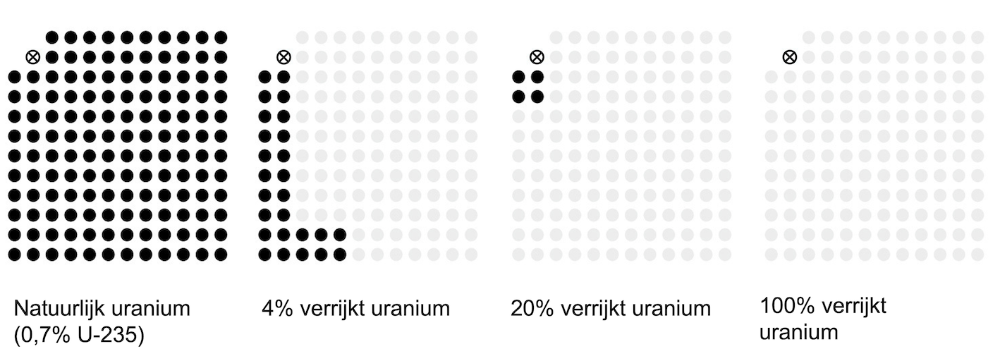 Natuurlijk uranium
(0,7% U-235)
4% verrijkt uranium
20% verrijkt uranium
100% verrijkt
uranium